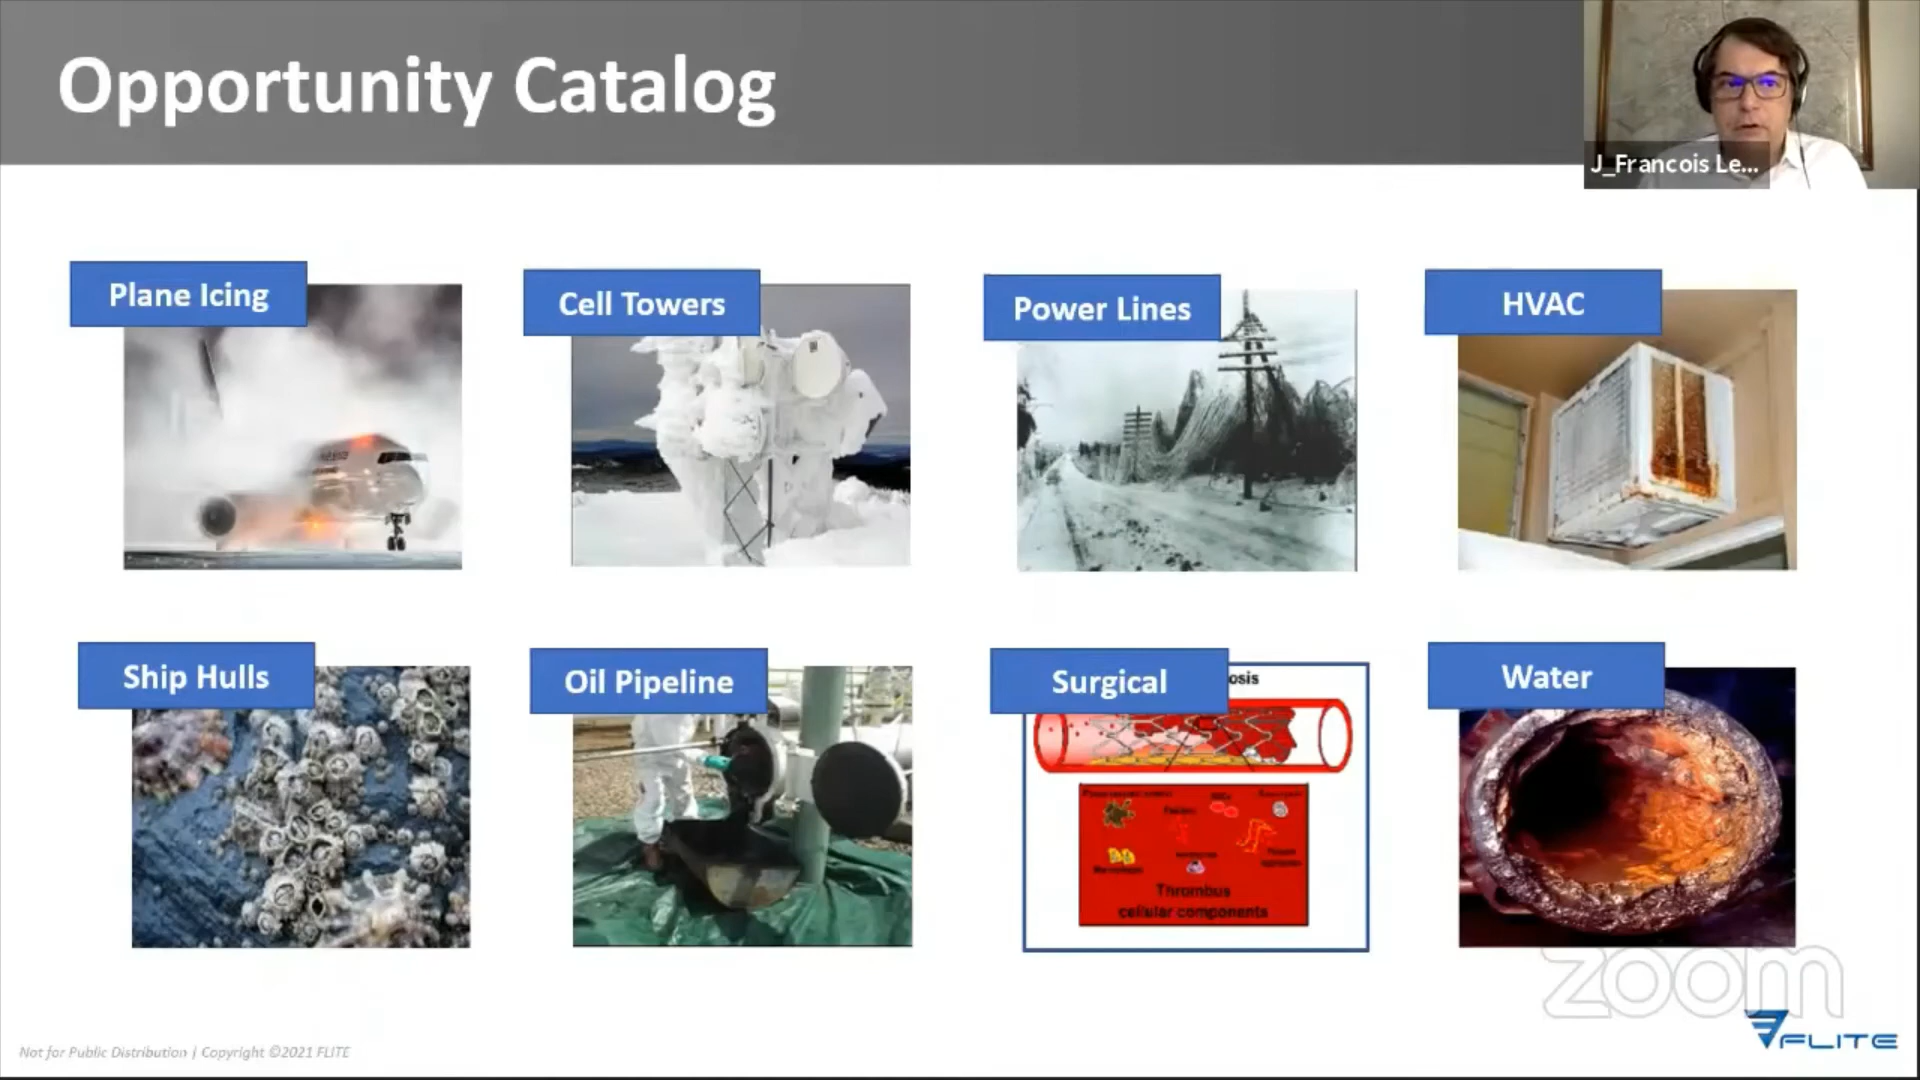 Opportunity Catalog
J_Francois Le...
Plane Icing
Cell Towers
Power Lines
HVAC
Ship Hulls
Oil Pipeline
Surgical
osis
Water
Thrombus
cellular components
zoom
FLITE
Not for Public Distribution | Copyright ©2021 FLITE